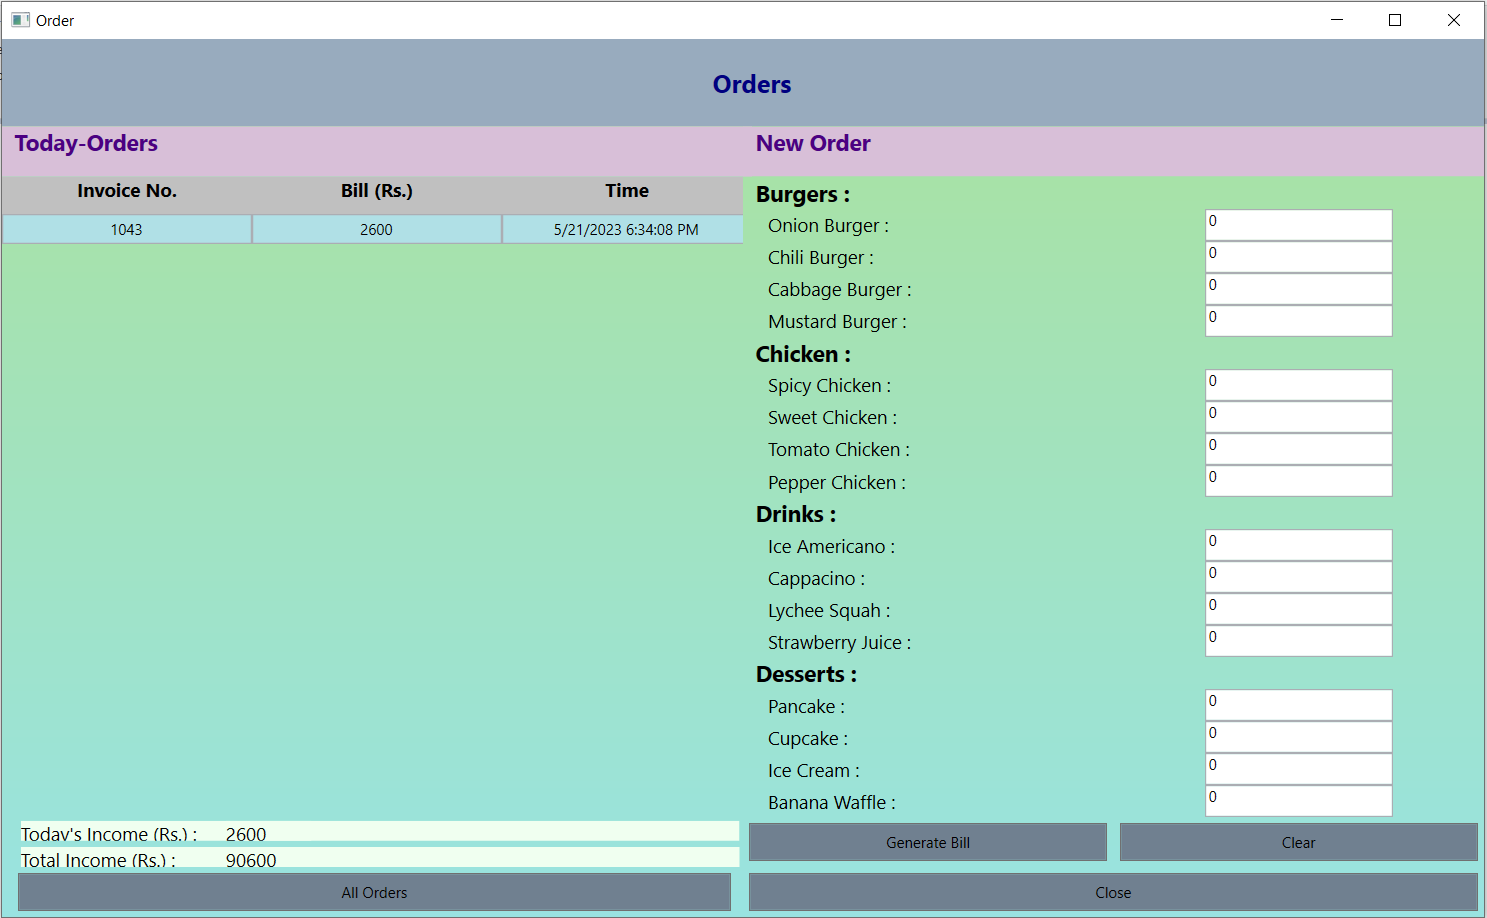 Order
Orders
Today-Orders
Invoice No. Bill (Rs.) Time
1043 2600 5/21/2023 6:34:08 PM
Today's Income (Rs.) : 2600
Total Income (Rs.) : 90600
All Orders
New Order
Burgers :
Onion Burger : 0
Chili Burger : 0
Cabbage Burger : 0
Mustard Burger : 0
Chicken :
Spicy Chicken : 0
Sweet Chicken : 0
Tomato Chicken : 0
Pepper Chicken : 0
Drinks :
Ice Americano : 0
Cappacino : 0
Lychee Squah : 0
Strawberry Juice : 0
Desserts :
Pancake : 0
Cupcake : 0
Ice Cream : 0
Banana Waffle : 0
Generate Bill Clear
Close